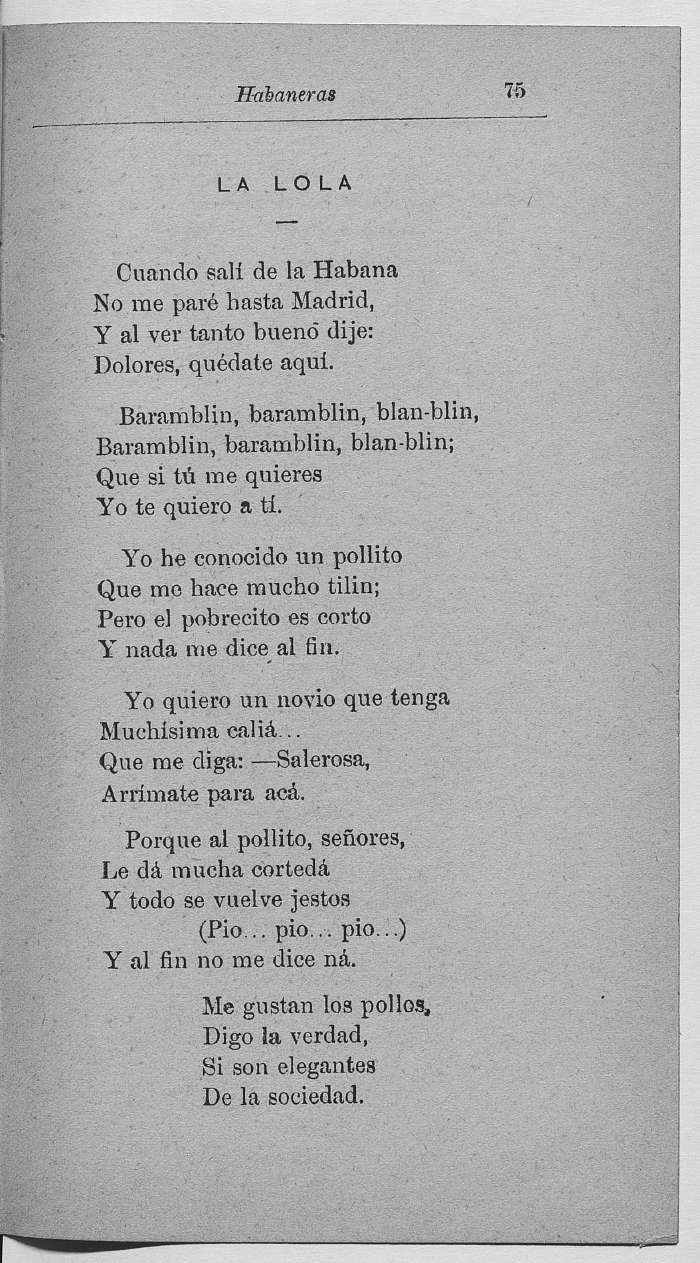 Habaneras 75
LA LOLA
Cuando salí de la Habana
No me paré hasta Madrid,
Y al ver tanto bueno dije:
Dolores, quédate aquí.
Baramblin, baramblin, blan-blin,
Baramblin, baramblin, blan-blin;
Que si tú me quieres
Yo te quiero a tí.
Yo he conocido un pollito
Que me hace mucho tilin;
Pero el pobrecito es corto
Y nada me dice al fin.
Yo quiero un novio que tenga
Muchísima caliá...
Que me diga: —Salerosa,
Arrímate para acá.
Porque al pollito, señores,
Le dá mucha cortedá
Y todo se vuelve jestos
(Pio... pio... pio...)
Y al fin no me dice ná.
Me gustan los pollos,
Digo la verdad,
Si son elegantes
De la sociedad.